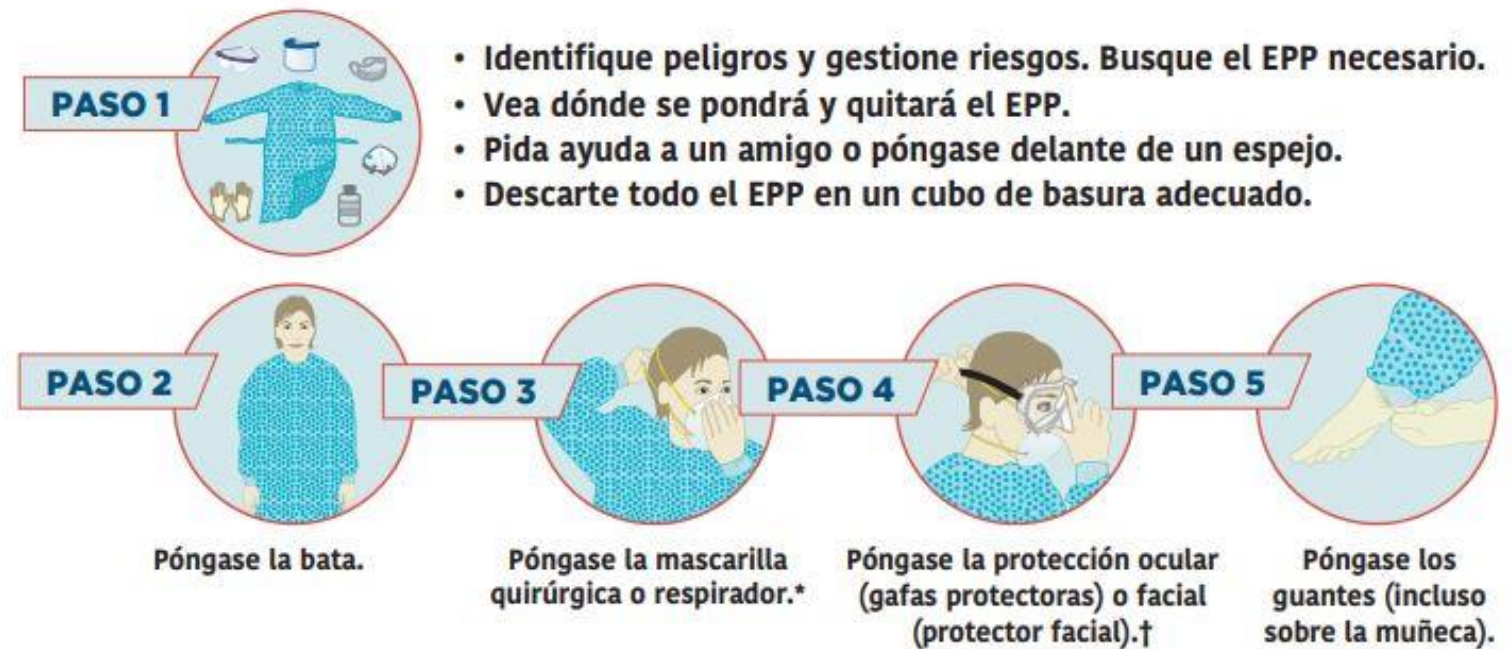 PASO 1
• Identifique peligros y gestione riesgos. Busque el EPP necesario.
• Vea dónde se pondrá y quitará el EPP.
• Pida ayuda a un amigo o póngase delante de un espejo.
• Descarte todo el EPP en un cubo de basura adecuado.
PASO 2
Póngase la bata.
PASO 3
Póngase la mascarilla
quirúrgica o respirador.*
PASO 4
Póngase la protección ocular
(gafas protectoras) o facial
(protector facial).†
PASO 5
Póngase los
guantes (incluso
sobre la muñeca).